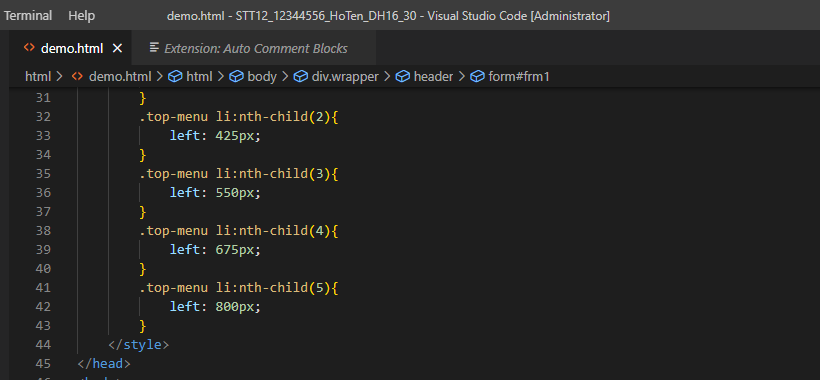 Terminal Help demo.html - STT12_12344556_HoTen_DH16_30 - Visual Studio Code [Administrator]
demo.html Extension: Auto Comment Blocks
html > demo.html > html > body > div.wrapper > header > form#frm1
31 }
32 .top-menu li:nth-child(2){
33 left: 425px;
34 }
35 .top-menu li:nth-child(3){
36 left: 550px;
37 }
38 .top-menu li:nth-child(4){
39 left: 675px;
40 }
41 .top-menu li:nth-child(5){
42 left: 800px;
43 }
44 </style>
45 </head>